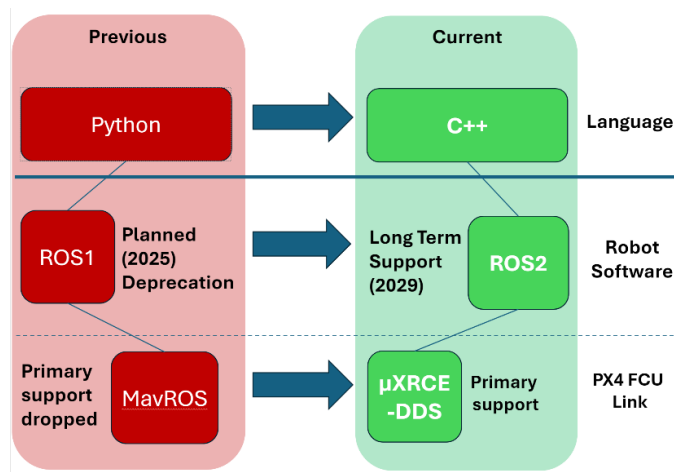 Previous
Current
Python
C++
Language
ROS1
Planned
(2025)
Deprecation
Long Term
Support
(2029)
ROS2
Robot
Software
Primary
support
dropped
MavROS
µXRCE
-DDS
Primary
support
PX4 FCU
Link